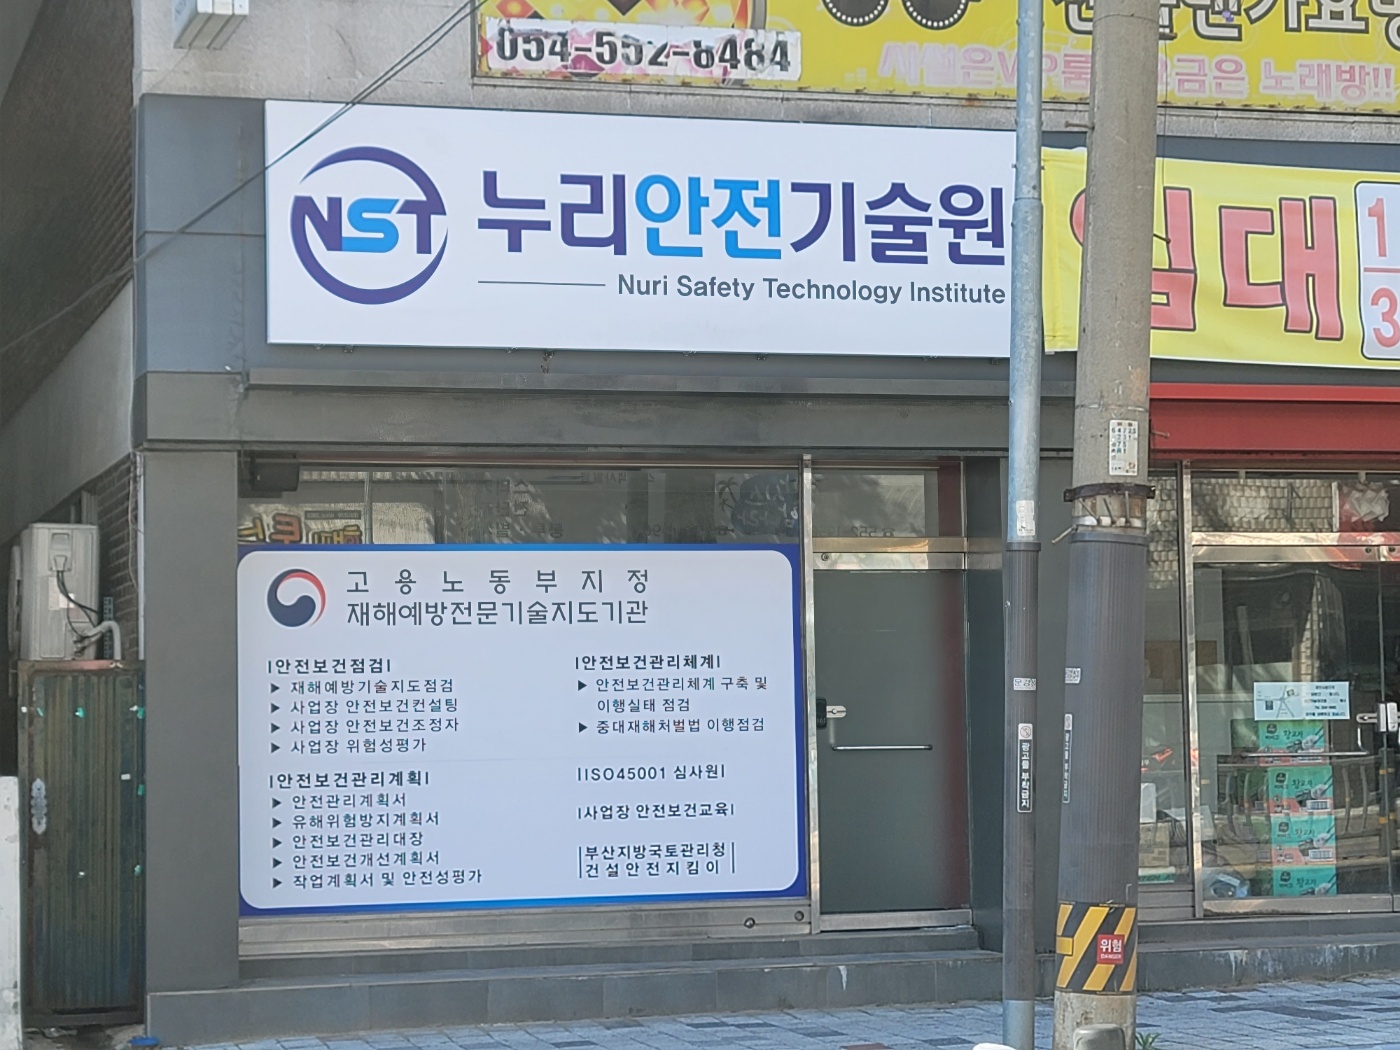 054-552-8484
노래방!!
NST
누리안전기술원
Nuri Safety Technology Institute
임대
1
3
고용노동부지정
재해예방전문기술지도기관
|안전보건점검|
▶ 재해예방기술지도점검
▶ 사업장 안전보건컨설팅
▶ 사업장 안전보건조정자
▶ 사업장 위험성평가
|안전보건관리계획|
▶ 안전관리계획서
▶ 유해위험방지계획서
▶ 안전보건관리대장
▶ 안전보건개선계획서
▶ 작업계획서 및 안전성평가
|안전보건관리체계|
▶ 안전보건관리체계 구축 및
이행실태 점검
▶ 중대재해처벌법 이행점검
|ISO45001 심사원|
|사업장 안전보건교육|
|부산지방국토관리청
건설안전지킴이|
광고물 부착금지
위험
DANGER